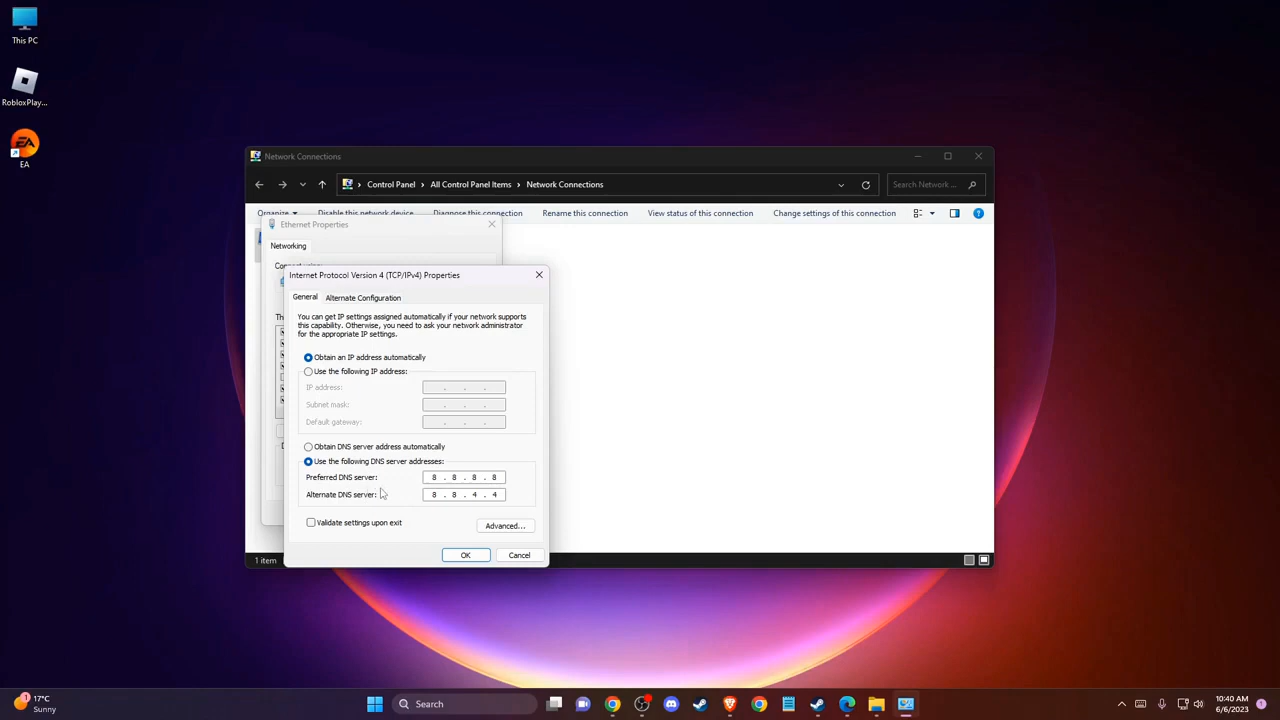 This PC
RobloxPlay...
EA
EA
Network Connections
Control Panel
All Control Panel Items
Network Connections
Search Network ...
Organize
Disable this network device
Diagnose this connection
Rename this connection
View status of this connection
Change settings of this connection
Ethernet Properties
Networking
Internet Protocol Version 4 (TCP/IPv4) Properties
General
Alternate Configuration
You can get IP settings assigned automatically if your network supports
this capability. Otherwise, you need to ask your network administrator
for the appropriate IP settings.
Obtain an IP address automatically
Use the following IP address:
IP address:
Subnet mask:
Default gateway:
Obtain DNS server address automatically
Use the following DNS server addresses:
Preferred DNS server: 8 . 8 . 8 . 8
Alternate DNS server: 8 . 8 . 4 . 4
Validate settings upon exit
Advanced...
OK
Cancel
1 item
1
17°C
Sunny
Search
10:40 AM
6/6/2023